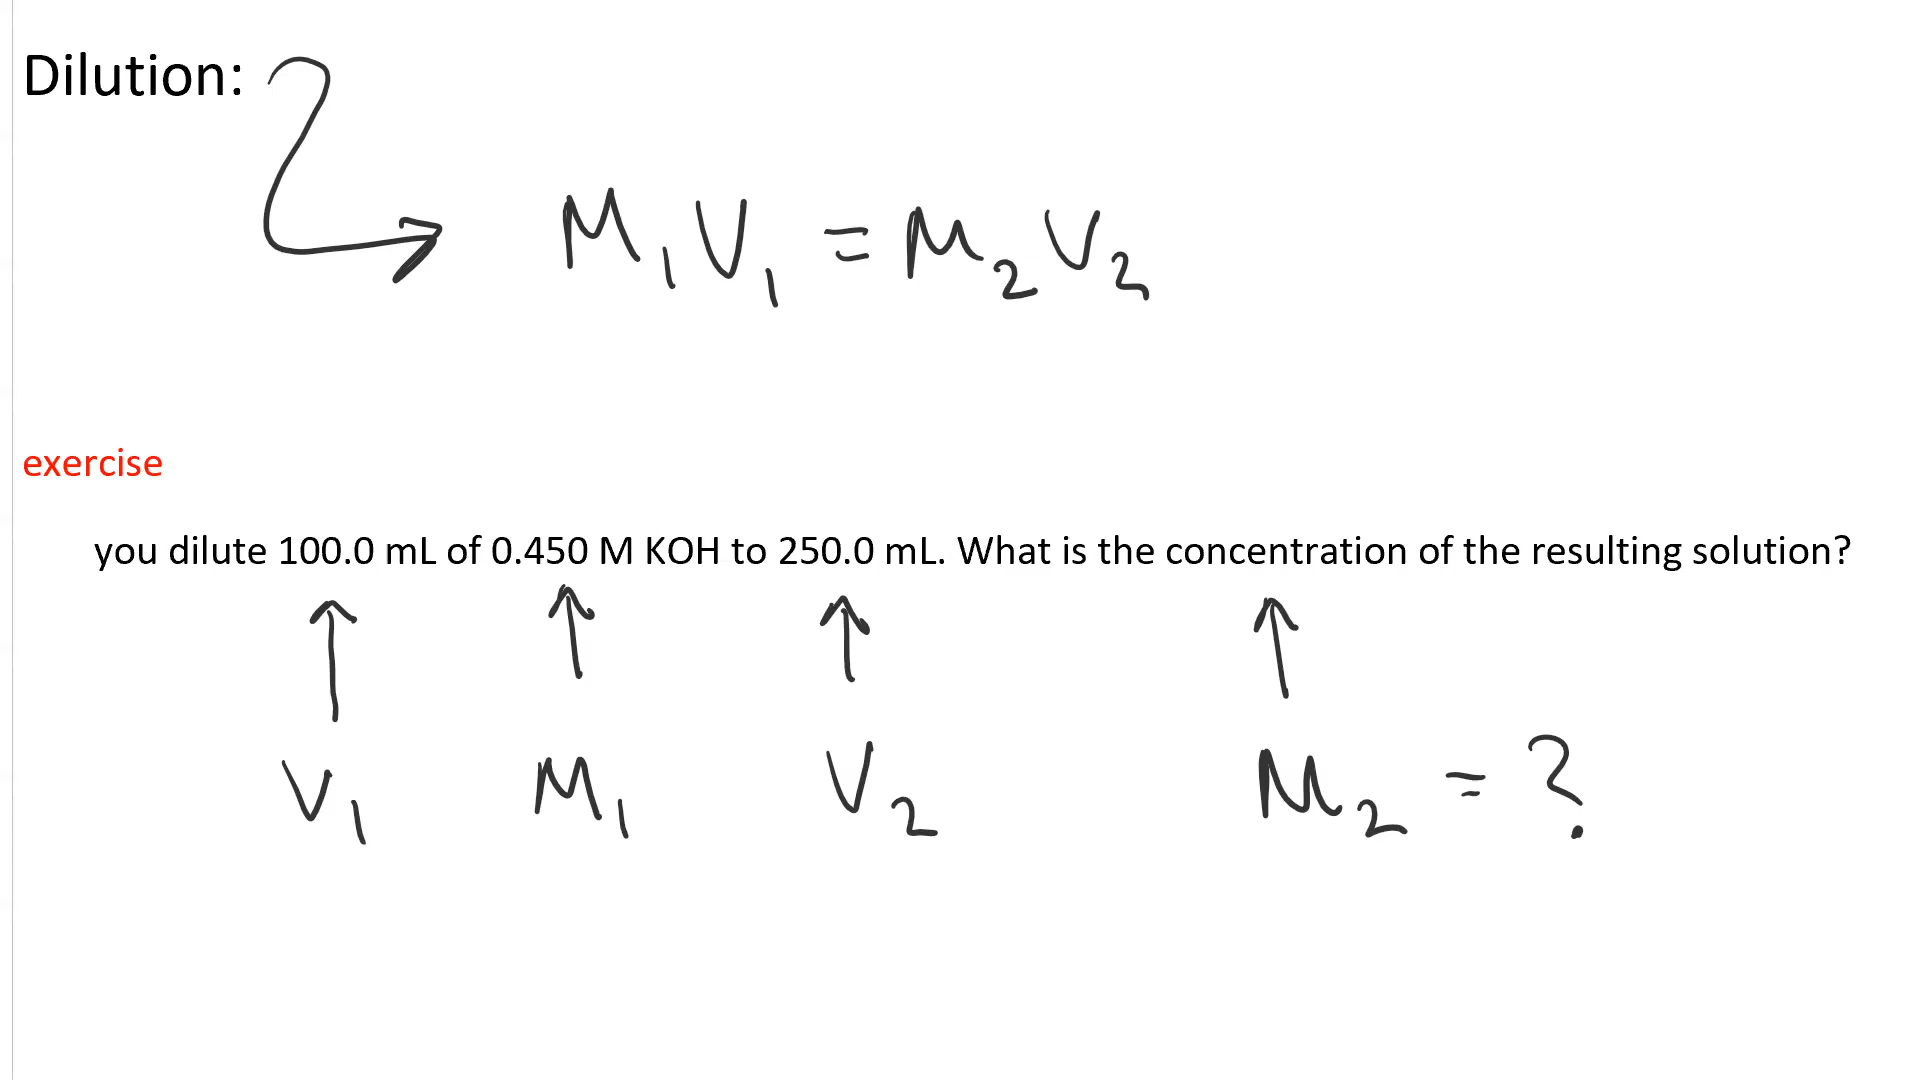 Dilution:
M₁V₁ = M₂V₂
exercise
you dilute 100.0 mL of 0.450 M KOH to 250.0 mL. What is the concentration of the resulting solution?
V₁ M₁ V₂ M₂ = ?